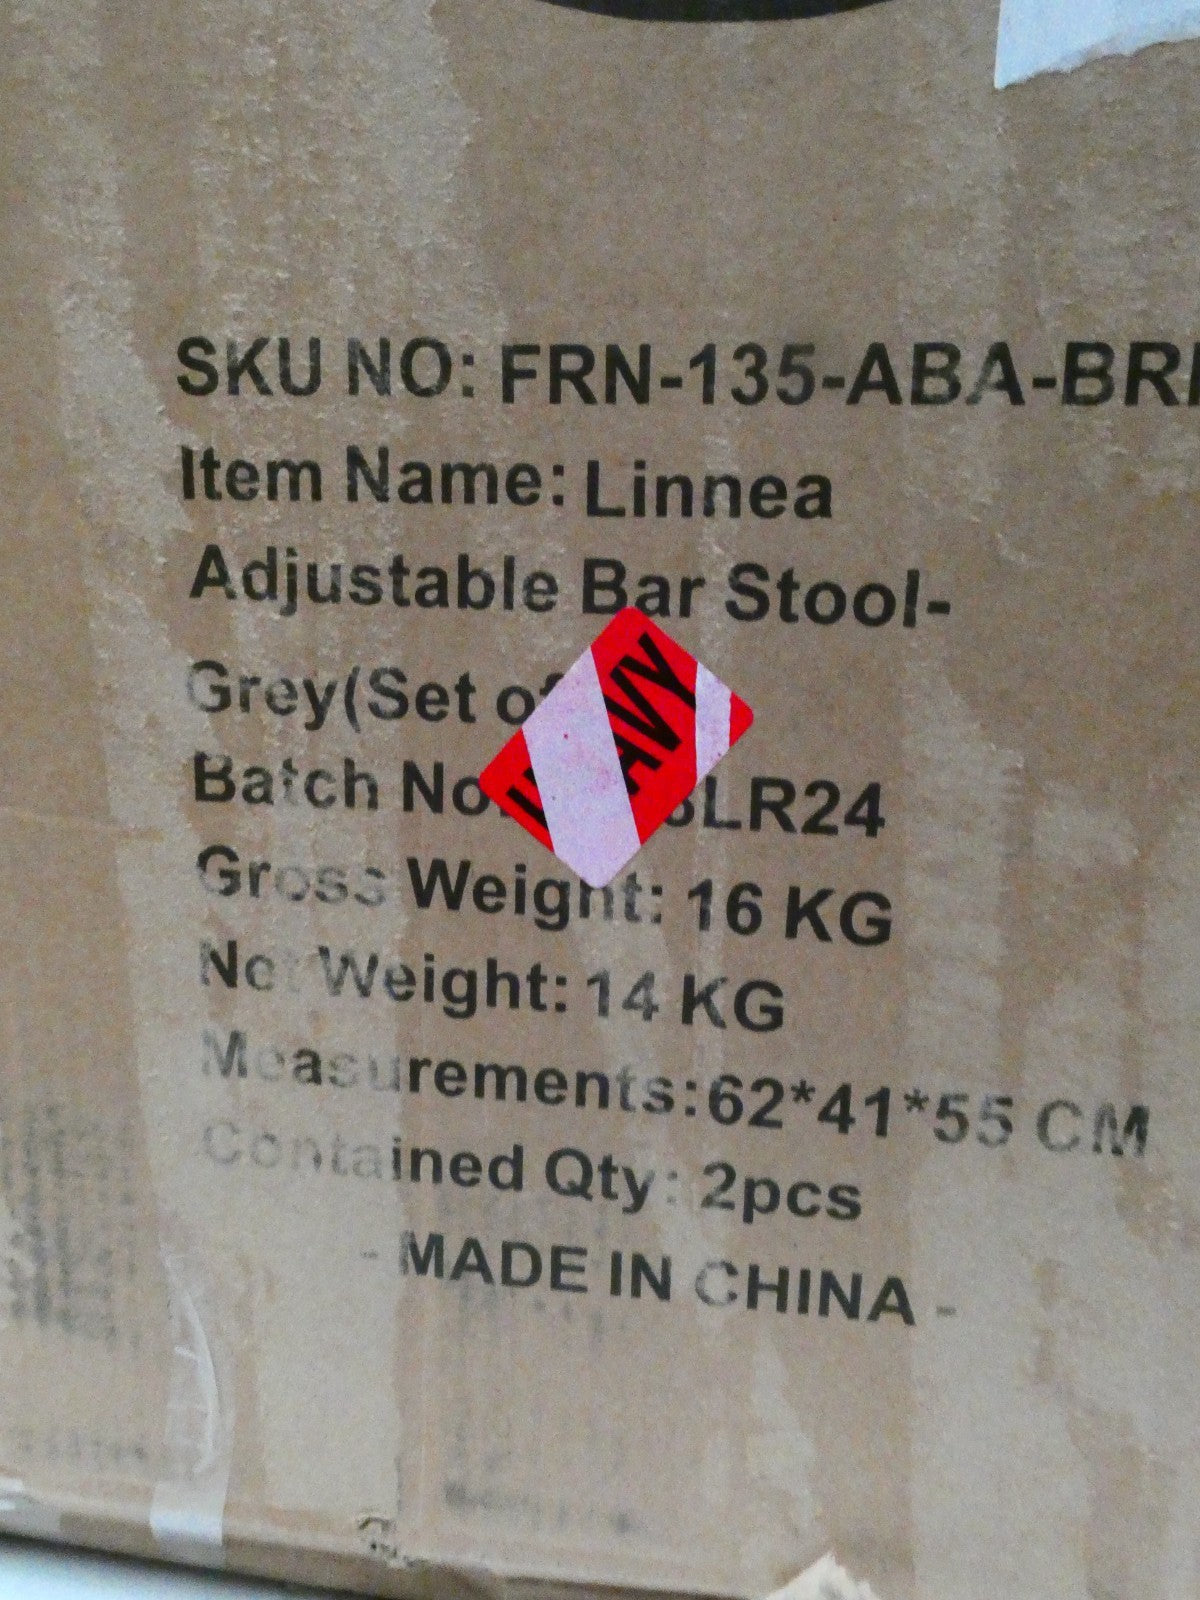 SKU NO: FRN-135-ABA-BR
Item Name: Linnea
Adjustable Bar Stool-
Grey(Set of
HEAVY
Batch No. LR24
Gross Weight: 16 KG
Net Weight: 14 KG
Measurements:62*41*55 CM
Contained Qty: 2pcs
- MADE IN CHINA -